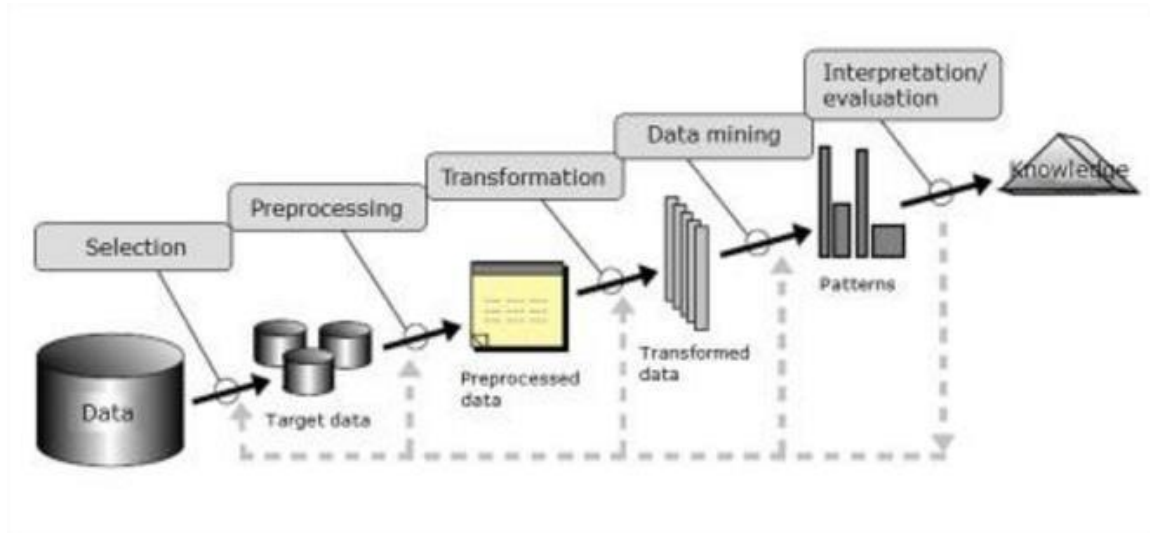 Interpretation/
evaluation
Data mining
Transformation
Preprocessing
Selection
Knowledge
Patterns
Transformed
data
Preprocessed
data
Target data
Data